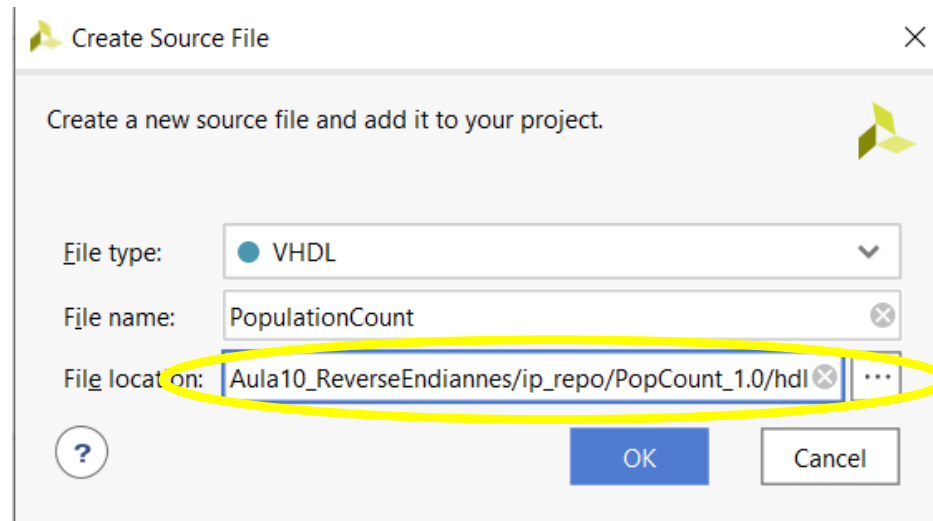 Create Source File
Create a new source file and add it to your project.
File type: VHDL
File name: PopulationCount
File location: Aula10_ReverseEndiannes/ip_repo/PopCount_1.0/hdl ...
? OK Cancel